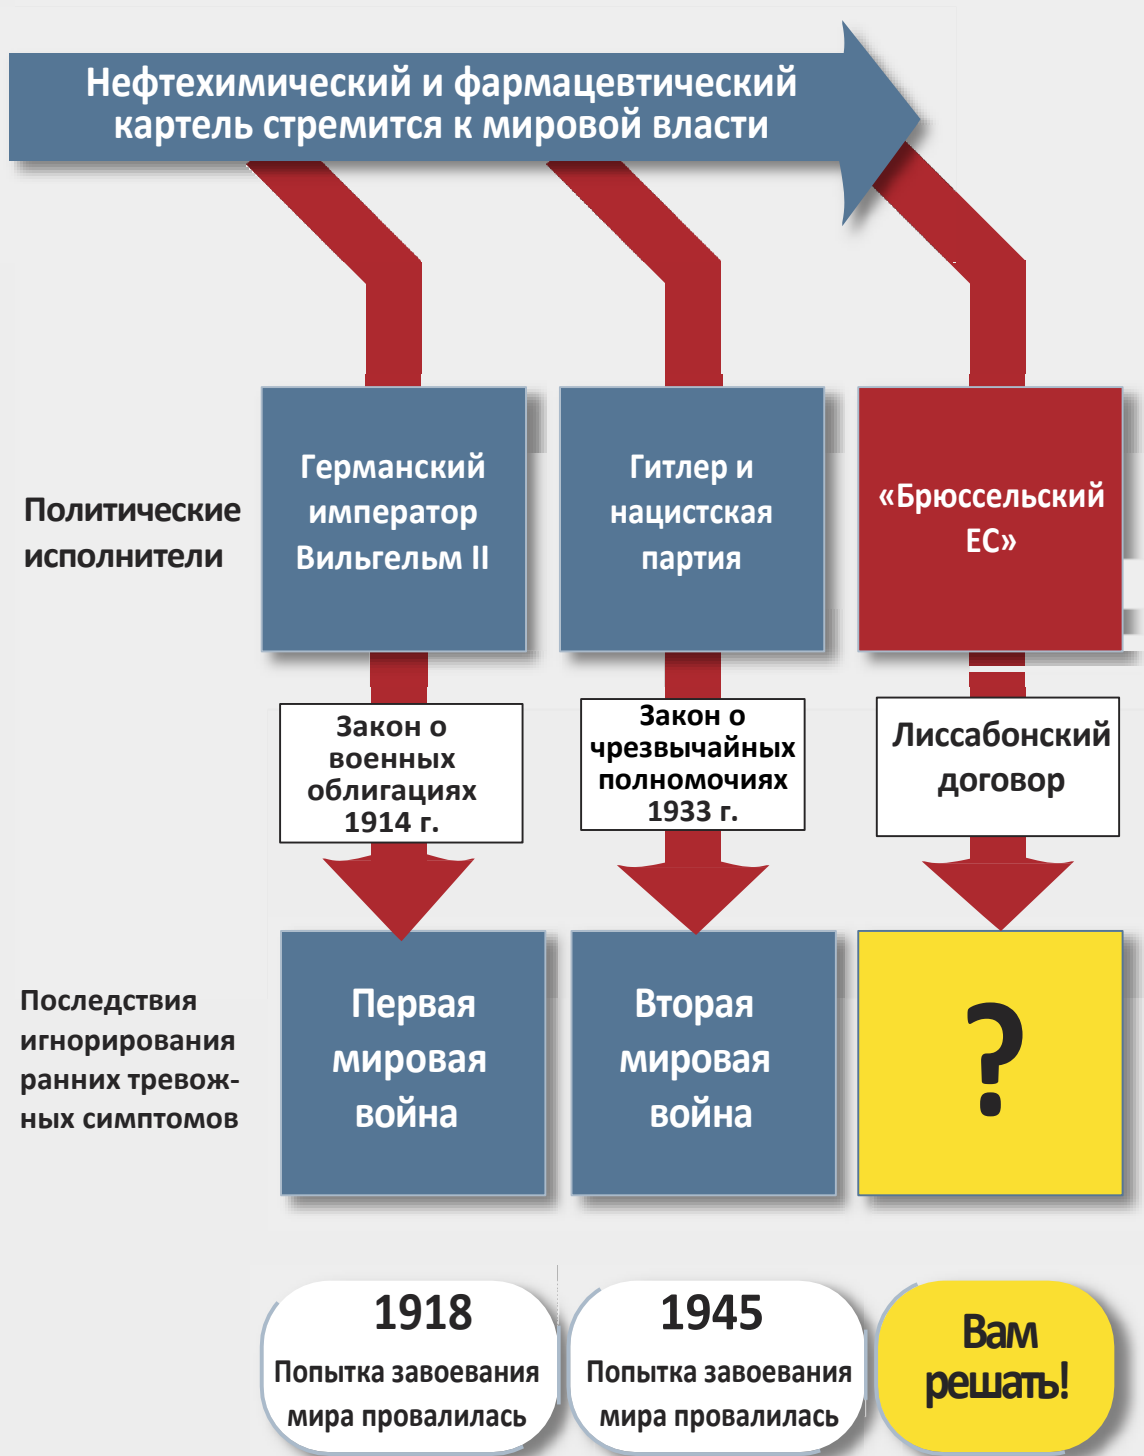 Нефтехимический и фармацевтический
картель стремится к мировой власти
Политические
исполнители
Германский
император
Вильгельм II
Гитлер и
нацистская
партия
«Брюссельский
ЕС»
Закон о
военных
облигациях
1914 г.
Закон о
чрезвычайных
полномочиях
1933 г.
Лиссабонский
договор
Последствия
игнорирования
ранних тревож-
ных симптомов
Первая
мировая
война
Вторая
мировая
война
?
1918
Попытка завоевания
мира провалилась
1945
Попытка завоевания
мира провалилась
Вам
решать!